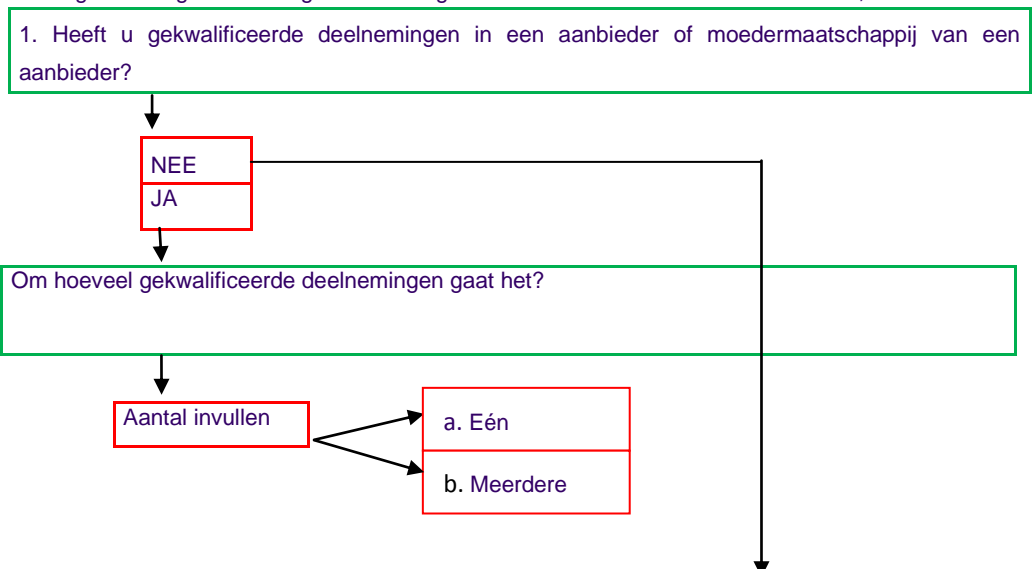 1. Heeft u gekwalificeerde deelnemingen in een aanbieder of moedermaatschappij van een
aanbieder?
NEE
JA
Om hoeveel gekwalificeerde deelnemingen gaat het?
Aantal invullen
a. Eén
b. Meerdere